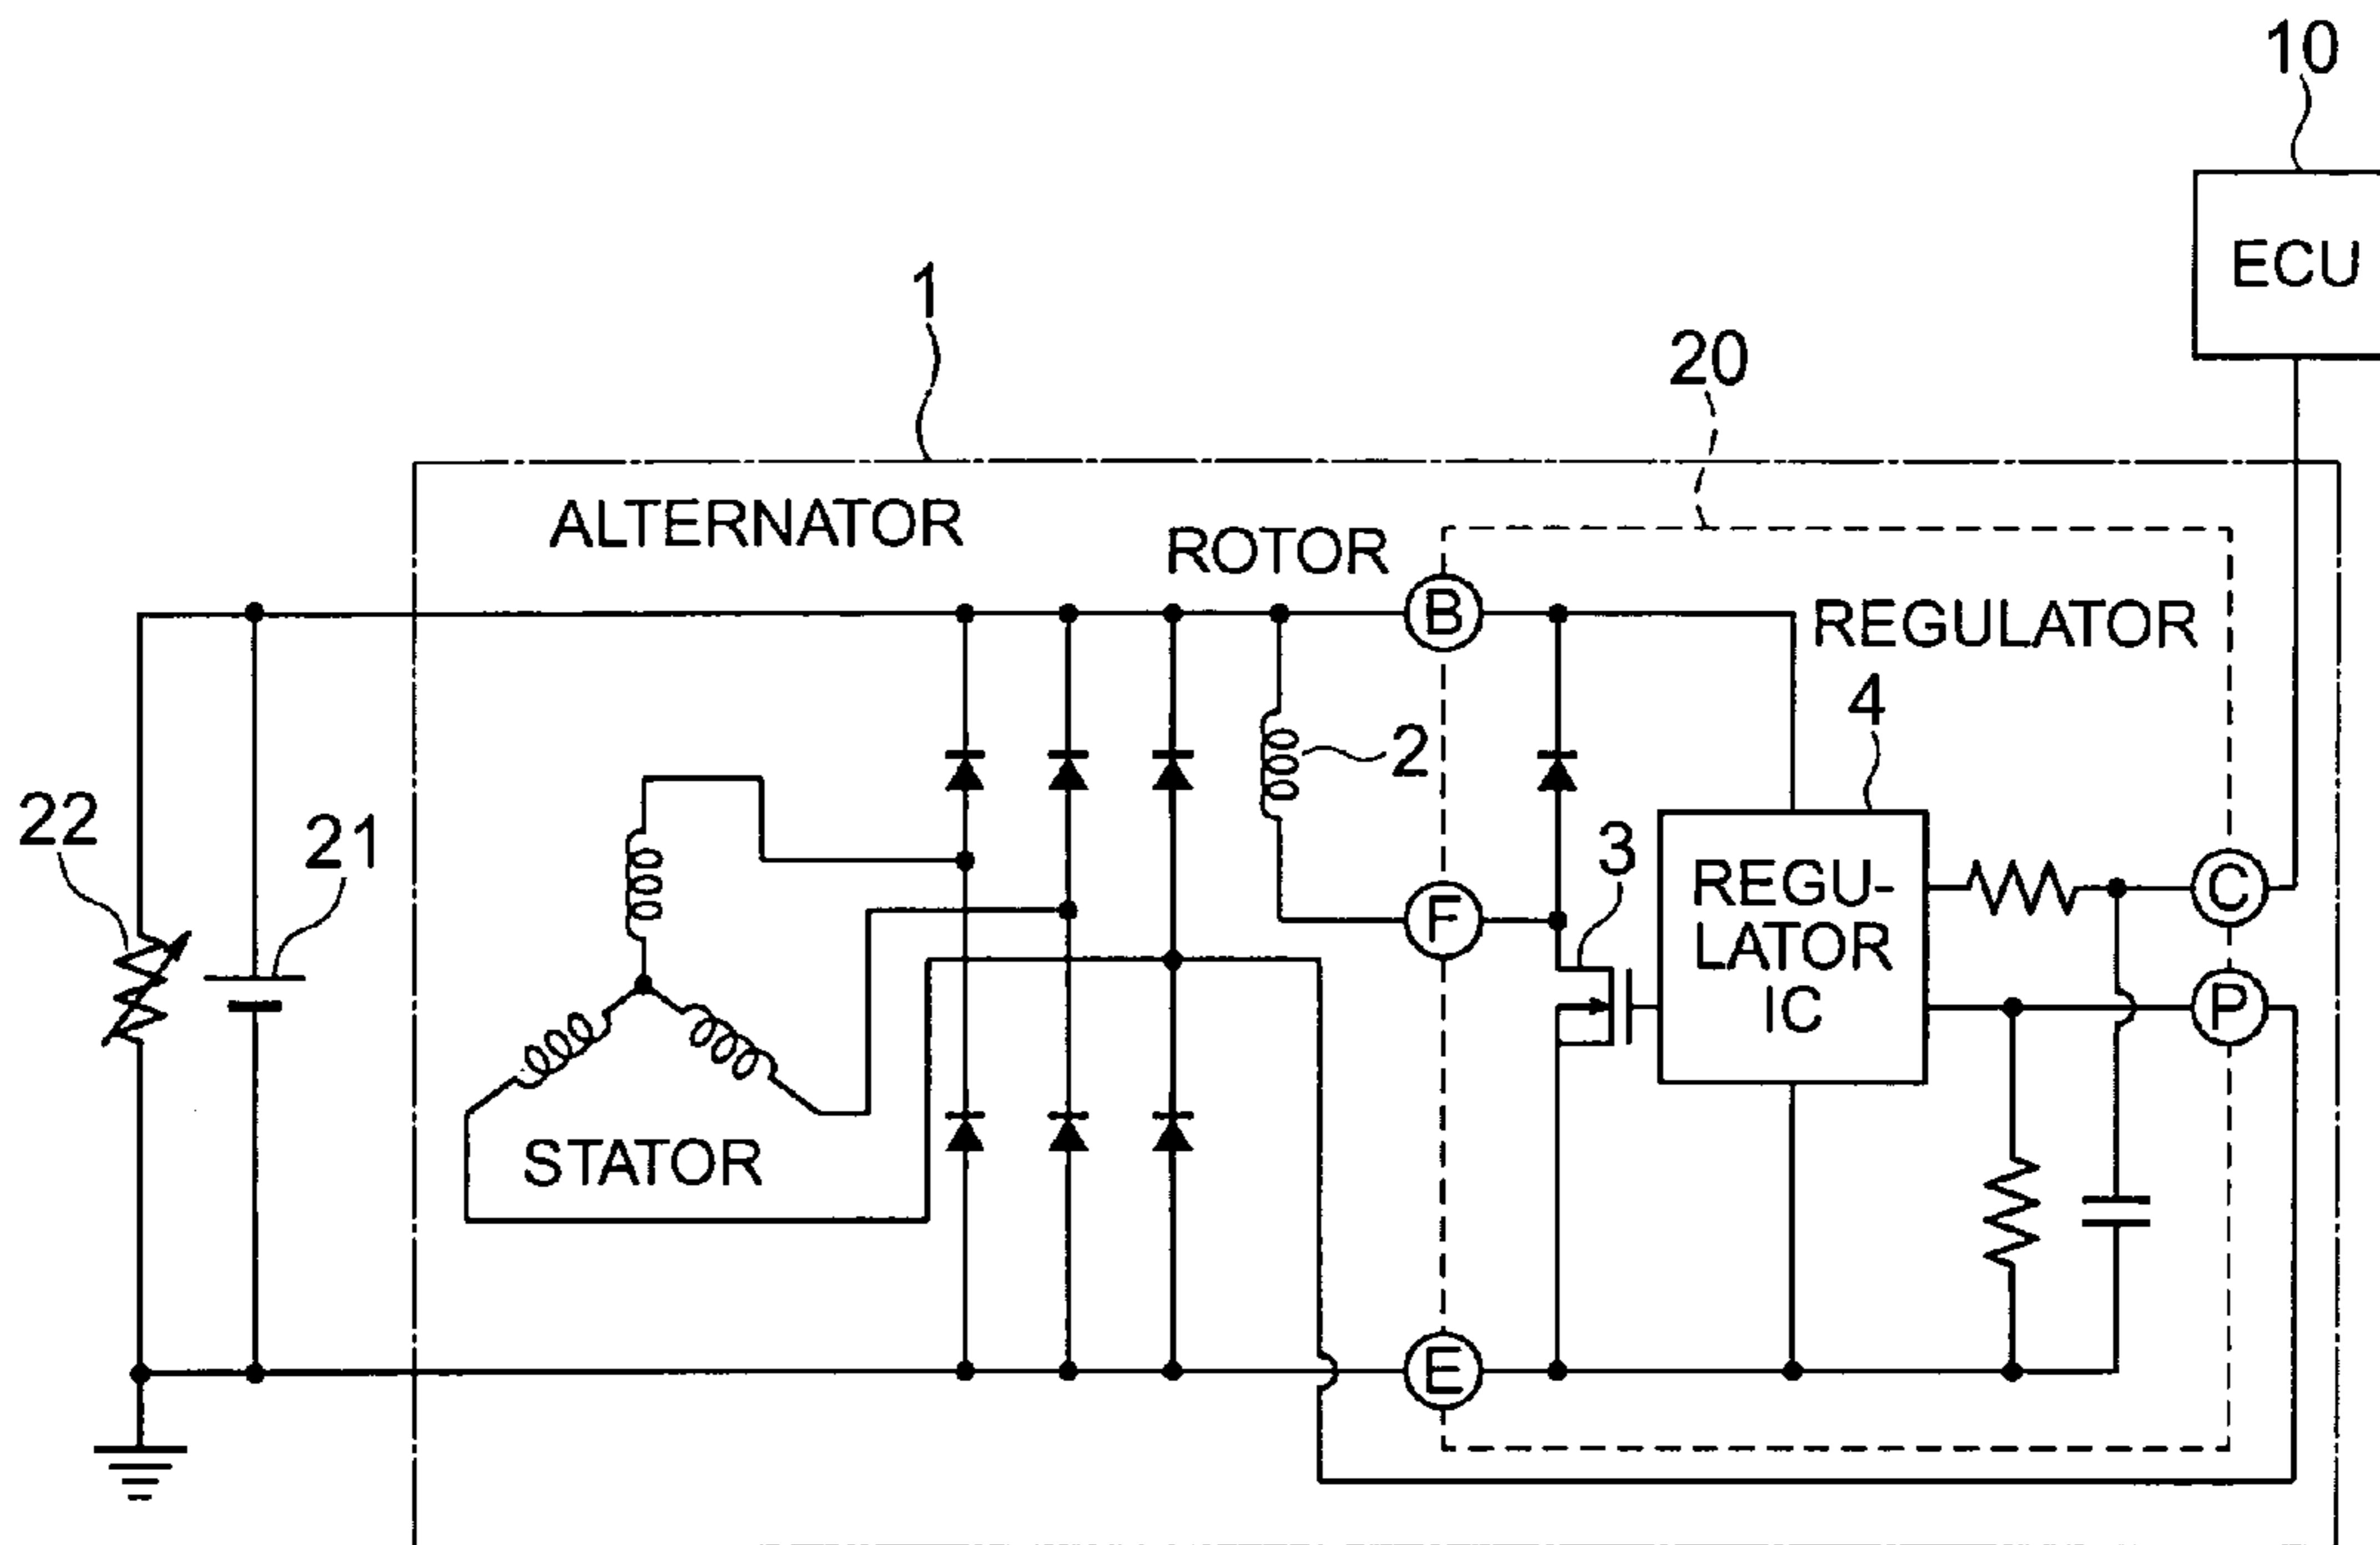 10
ECU
1
20
ALTERNATOR
ROTOR
B
REGULATOR
4
2
22
21
3
REGU-
LATOR
IC
C
F
P
STATOR
E